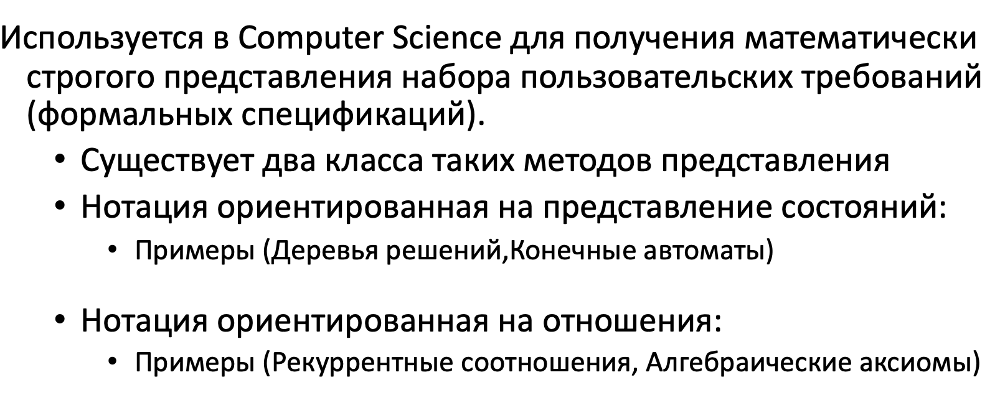 Используется в Computer Science для получения математически
строгого представления набора пользовательских требований
(формальных спецификаций).
• Существует два класса таких методов представления
• Нотация ориентированная на представление состояний:
• Примеры (Деревья решений,Конечные автоматы)
• Нотация ориентированная на отношения:
• Примеры (Рекуррентные соотношения, Алгебраические аксиомы)